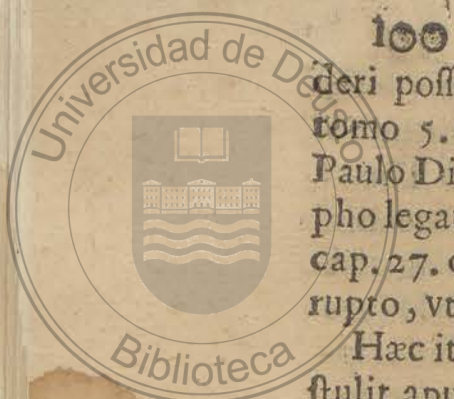 Universidad de Deusto
Biblioteca
100
deri poss
tomo 5.
Paulo Di
pho lega
cap. 27. c
rupto, vt
Hæc it
stulit apu